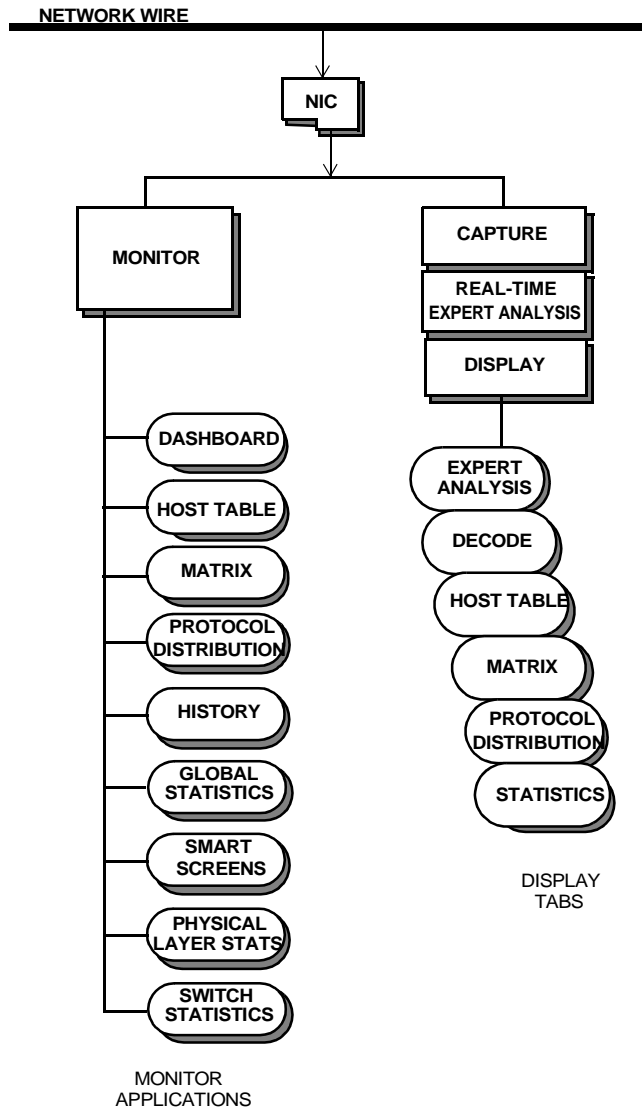 NETWORK WIRE
NIC
MONITOR
DASHBOARD
HOST TABLE
MATRIX
PROTOCOL
DISTRIBUTION
HISTORY
GLOBAL
STATISTICS
SMART
SCREENS
PHYSICAL
LAYER STATS
SWITCH
STATISTICS
MONITOR
APPLICATIONS
CAPTURE
REAL-TIME
EXPERT ANALYSIS
DISPLAY
EXPERT
ANALYSIS
DECODE
HOST TABLE
MATRIX
PROTOCOL
DISTRIBUTION
STATISTICS
DISPLAY
TABS